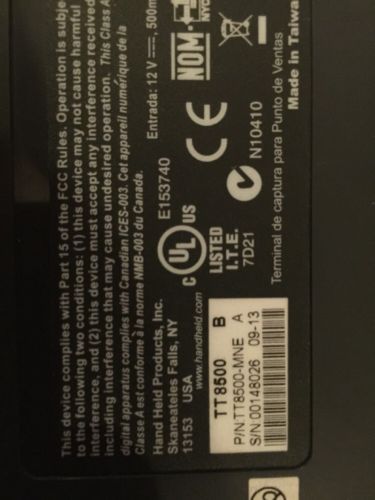 This device complies with Part 15 of the FCC Rules. Operation is subje
to the following two conditions: (1) this device may not cause harmful
interference, and (2) this device must accept any interference received
including interference that may cause undesired operation. This Class A
digital apparatus complies with Canadian ICES-003. Cet appareil numérique de la
Classe A est conforme à la norme NMB-003 du Canada.
Hand Held Products, Inc.
Skaneateles Falls, NY
13153 USA
www.handheld.com
Entrada: 12 V, 500m
E153740
C UL US
LISTED
I.T.E.
7D21
NOM
NYCE
CE
N10410
Terminal de captura para Punto de Ventas
Made in Taiwa
TT8500 B
P/N:TT8500-MNE A
S/N:00148026 09-13